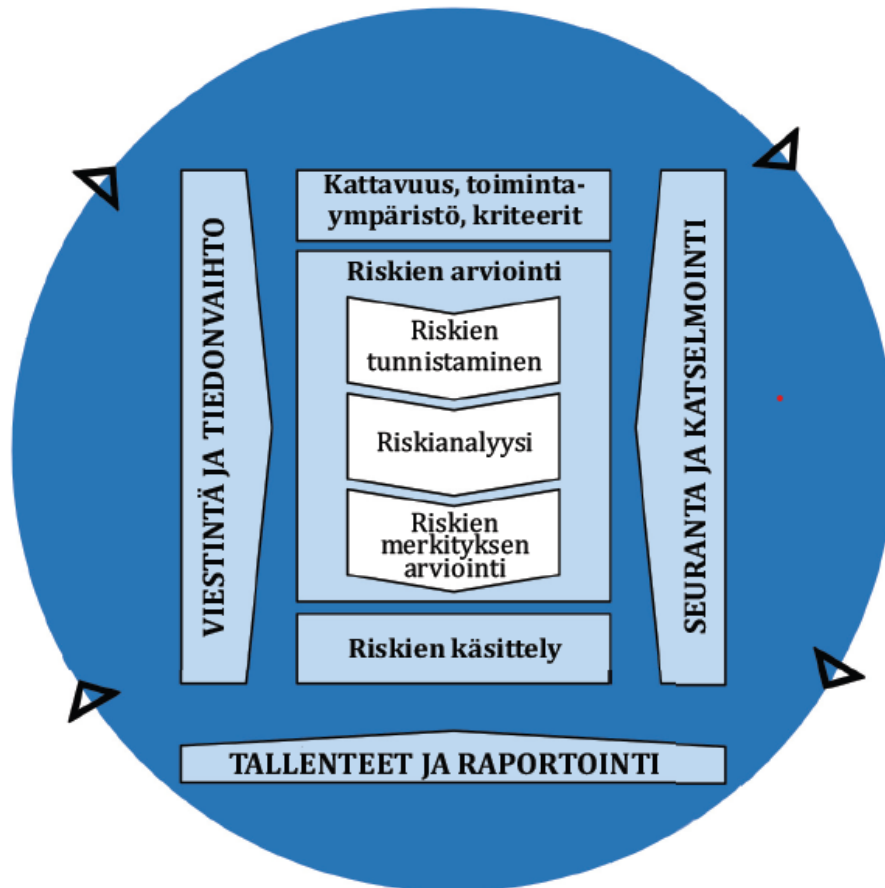 VIESTINTÄ JA TIEDONVAIHTO
Kattavuus, toiminta-
ympäristö, kriteerit
Riskien arviointi
Riskien
tunnistaminen
Riskianalyysi
Riskien
merkityksen
arviointi
Riskien käsittely
SEURANTA JA KATSELMOINTI
TALLENTEET JA RAPORTOINTI